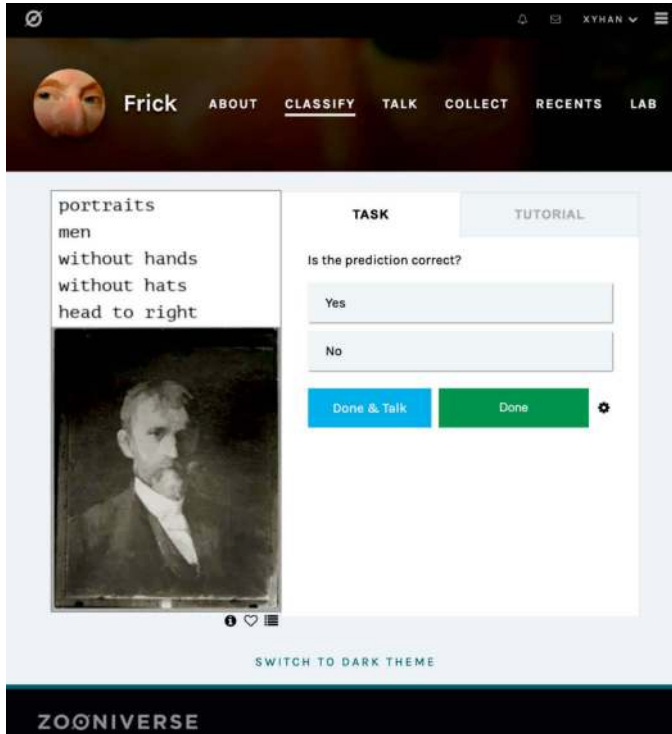 XYHAN
Frick
ABOUT CLASSIFY TALK COLLECT RECENTS LAB
portraits
men
without hands
without hats
head to right
TASK
TUTORIAL
Is the prediction correct?
Yes
No
Done & Talk
Done
SWITCH TO DARK THEME
ZOONIVERSE